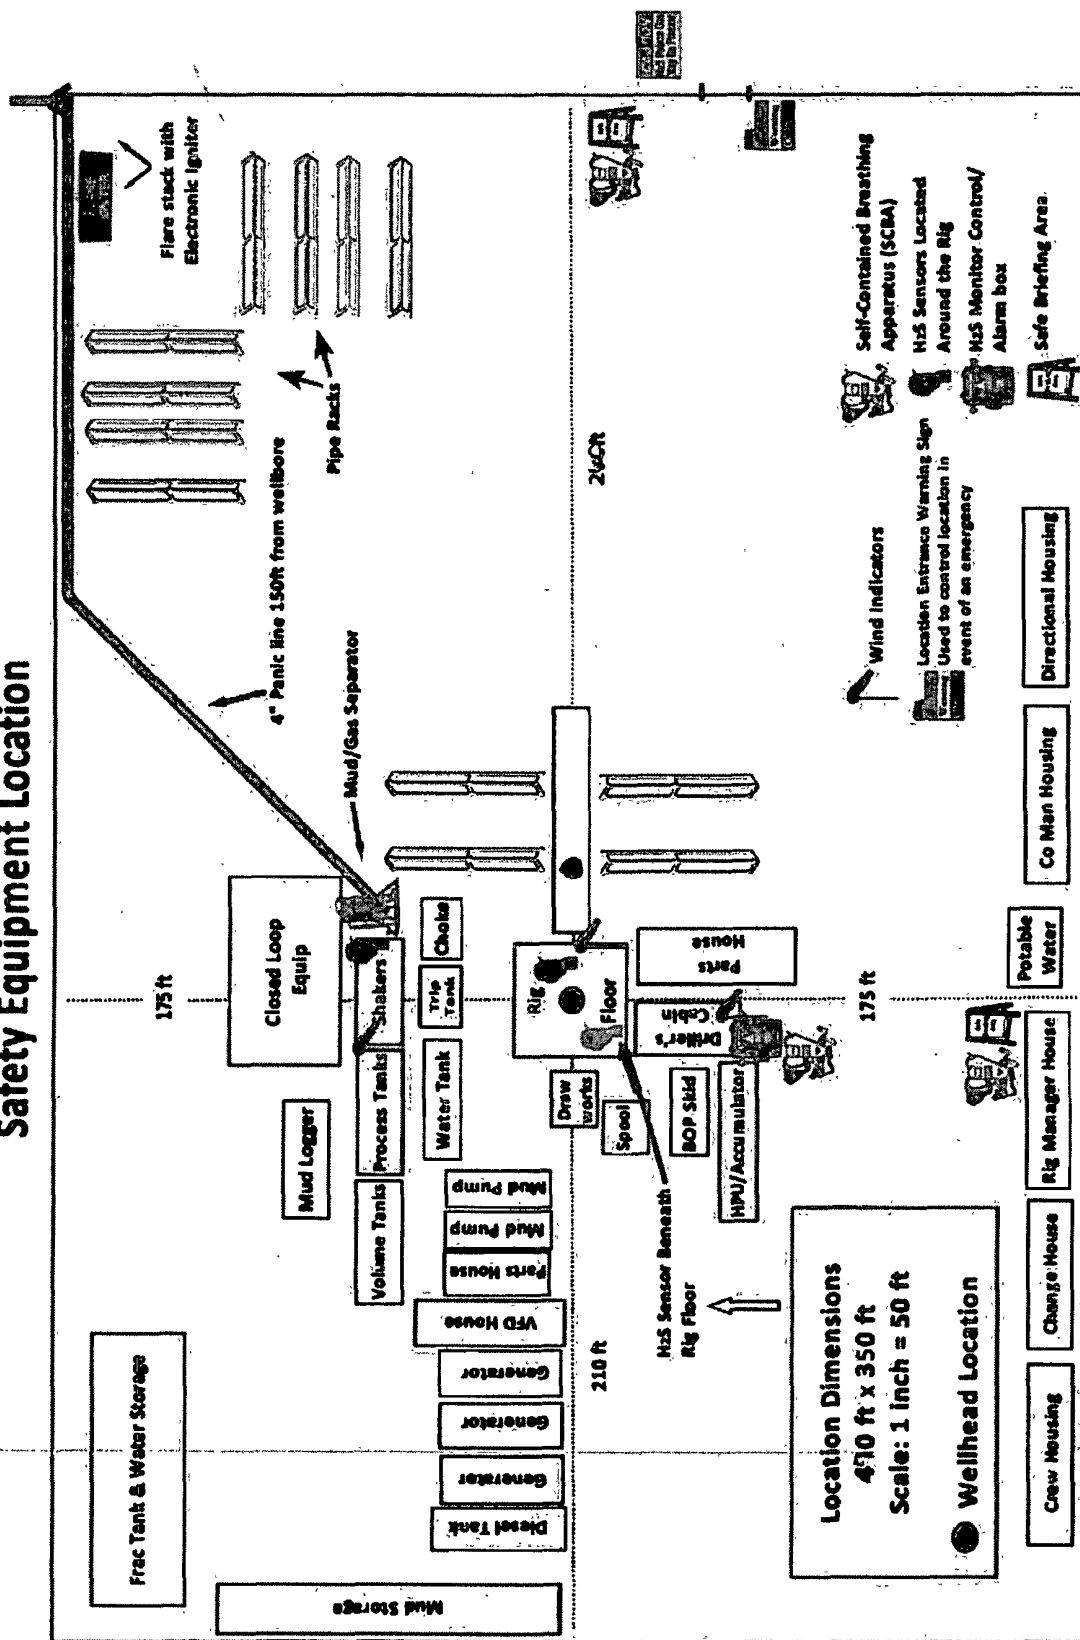 Safety Equipment Location
Flare stack with
Electronic Igniter
Pipe Racks
4" Panic line 150ft from wellbore
Mud/Gas Separator
175 ft
Closed Loop
Equip
Shakers
Choke
Trip
Tank
Mud Logger
Process Tanks
Water Tank
Volume Tanks
Mud Pump
Mud Pump
Parts House
VFD House
Generator
Generator
Generator
Diesel Tank
Frac Tank & Water Storage
Mud Storage
210 ft
Rig
Floor
Draw
works
Spool
Parts
House
Driller's
Cabin
BOP Skid
HPU/Accumulator
H2S Sensor Beneath
Rig Floor
175 ft
Location Dimensions
ft x 350 ft
Scale: 1 inch = 50 ft
Wellhead Location
Wind Indicators
Location Entrance Warning Sign
Used to control location in
event of an emergency
Self-Contained Breathing
Apparatus (SCBA)
H2S Sensors Located
Around the Rig
H2S Monitor Control/
Alarm box
Safe Briefing Area
Crew Housing
Change House
Rig Manager House
Potable
Water
Co Man Housing
Directional Housing